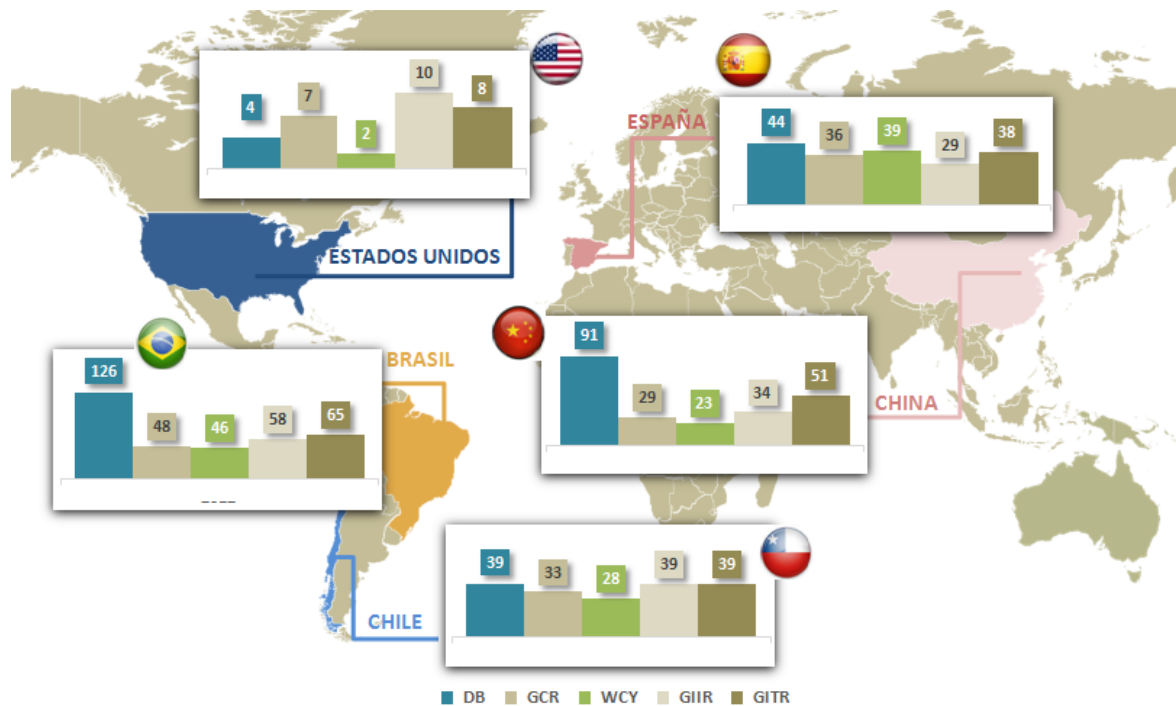 4 7 2 10 8
ESTADOS UNIDOS
ESPAÑA
44 36 39 29 38
BRASIL
126 48 46 58 65
91 29 23 34 51
CHINA
39 33 28 39 39
CHILE
DB GCR WCY GIIR GITR